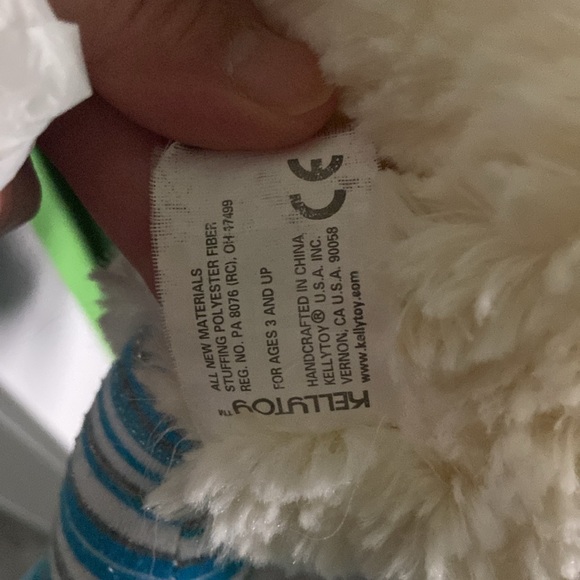 ALL NEW MATERIALS
STUFFING POLYESTER FIBER
REG. NO. PA 8076 (RC), OH 17499
FOR AGES 3 AND UP
HANDCRAFTED IN CHINA
KELLYTOY® U.S.A. INC.
VERNON, CA U.S.A. 90058
www.kellytoy.com
CE
KELLYTOY™